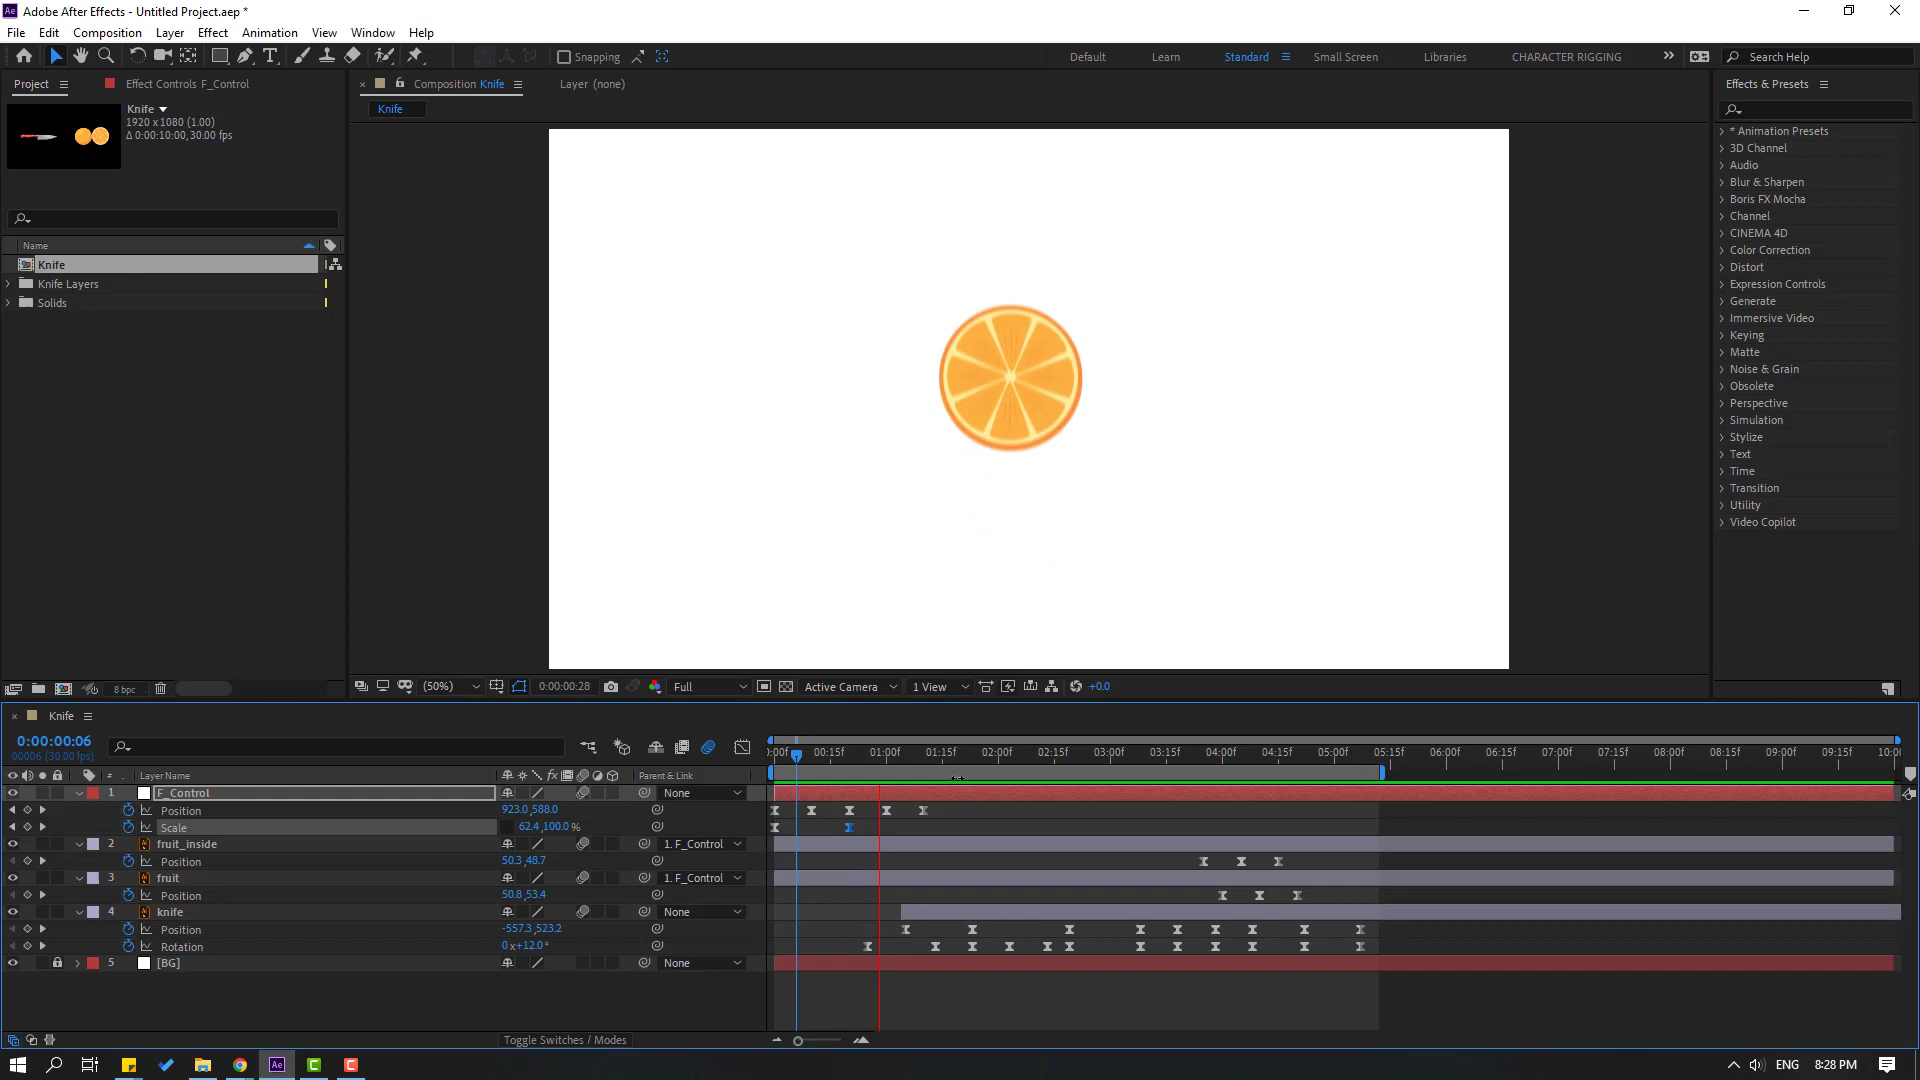 Adobe After Effects - Untitled Project.aep *
File Edit Composition Layer Effect Animation View Window Help
Snapping
Default Learn Standard Small Screen Libraries CHARACTER RIGGING
Search Help
Project
Effect Controls F_Control
Composition Knife
Layer (none)
Effects & Presets
Knife
1920 x 1080 (1.00)
Δ 0:00:10:00, 30.00 fps
Knife
Name
Knife
Knife Layers
Solids
* Animation Presets
3D Channel
Audio
Blur & Sharpen
Boris FX Mocha
Channel
CINEMA 4D
Color Correction
Distort
Expression Controls
Generate
Immersive Video
Keying
Matte
Noise & Grain
Obsolete
Perspective
Simulation
Stylize
Text
Time
Transition
Utility
Video Copilot
8 bpc
(50%) 0:00:00:28 Full Active Camera 1 View +0.0
Knife
0:00:00:06
00006 (30.00 fps)
:00f 00:15f 01:00f 01:15f 02:00f 02:15f 03:00f 03:15f 04:00f 04:15f 05:00f 05:15f 06:00f 06:15f 07:00f 07:15f 08:00f 08:15f 09:00f 09:15f 10:00
# Layer Name fx Parent & Link
1 F_Control None
Position 923.0,588.0
Scale 62.4,100.0%
2 fruit_inside 1. F_Control
Position 50.3,48.7
3 fruit 1. F_Control
Position 50.8,53.4
4 knife None
Position -557.3,523.2
Rotation 0x+12.0°
5 [BG] None
Toggle Switches / Modes
ENG 8:28 PM